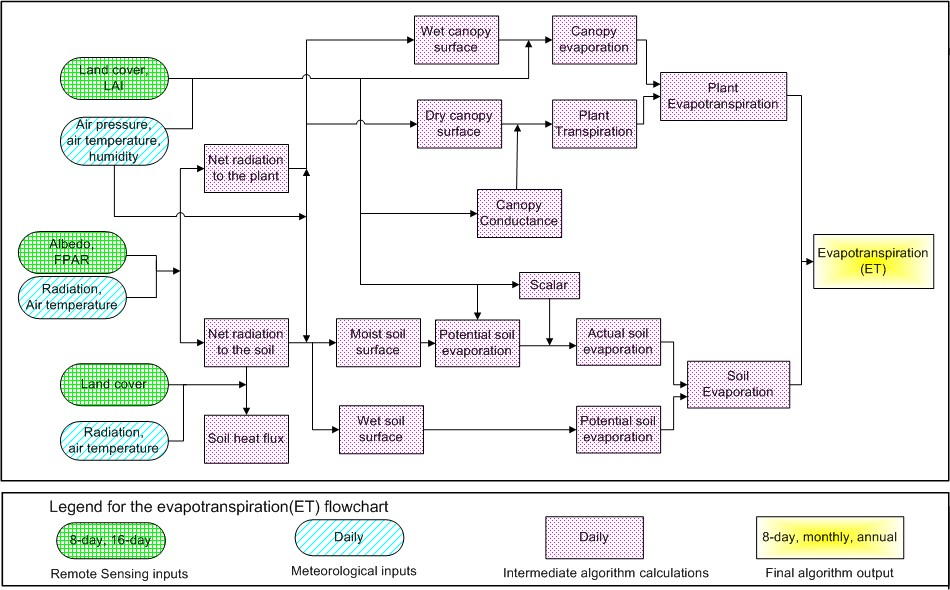 Wet canopy
surface
Canopy
evaporation
Land cover,
LAI
Plant
Evapotranspiration
Air pressure,
air temperature,
humidity
Dry canopy
surface
Plant
Transpiration
Net radiation
to the plant
Canopy
Conductance
Albedo,
FPAR
Evapotranspiration
(ET)
Radiation,
Air temperature
Scalar
Net radiation
to the soil
Moist soil
surface
Potential soil
evaporation
Actual soil
evaporation
Land cover
Soil
Evaporation
Radiation,
air temperature
Soil heat flux
Wet soil
surface
Potential soil
evaporation
Legend for the evapotranspiration(ET) flowchart
8-day, 16-day
Daily
Daily
8-day, monthly, annual
Remote Sensing inputs
Meteorological inputs
Intermediate algorithm calculations
Final algorithm output